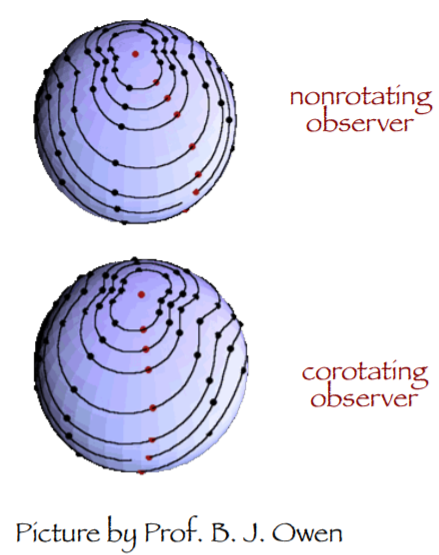 nonrotating
observer
corotating
observer
Picture by Prof. B. J. Owen